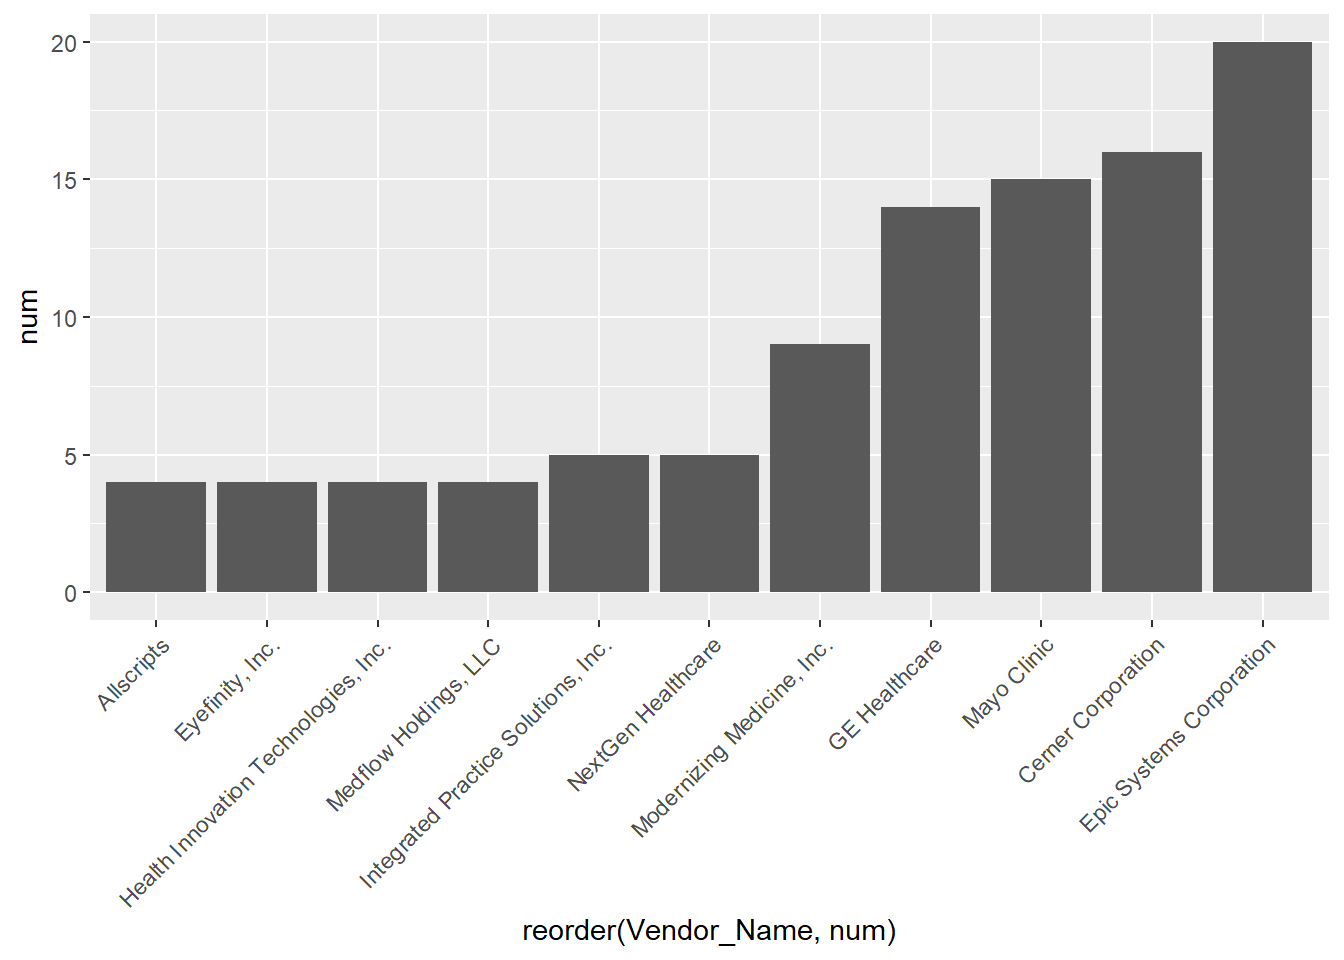 20
15
10
5
0
num
Allscripts
Eyefinity, Inc.
Health Innovation Technologies, Inc.
Medflow Holdings, LLC
Integrated Practice Solutions, Inc.
NextGen Healthcare
Modernizing Medicine, Inc.
GE Healthcare
Mayo Clinic
Cerner Corporation
Epic Systems Corporation
reorder(Vendor_Name, num)